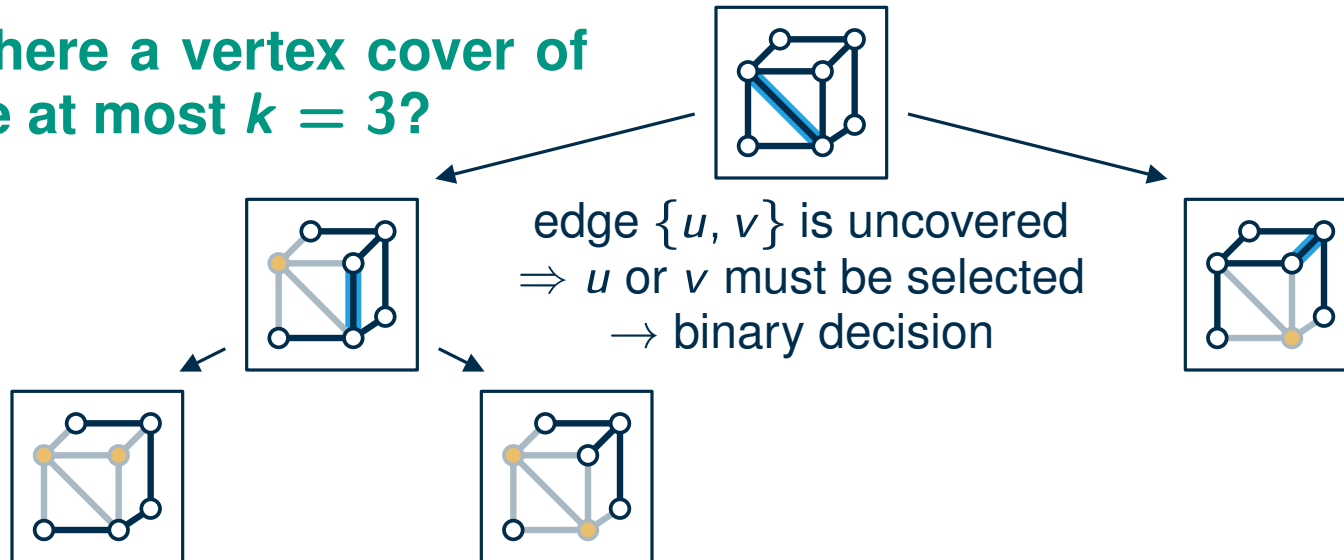 here a vertex cover of
at most k = 3?
edge {u, v} is uncovered
⇒ u or v must be selected
→ binary decision